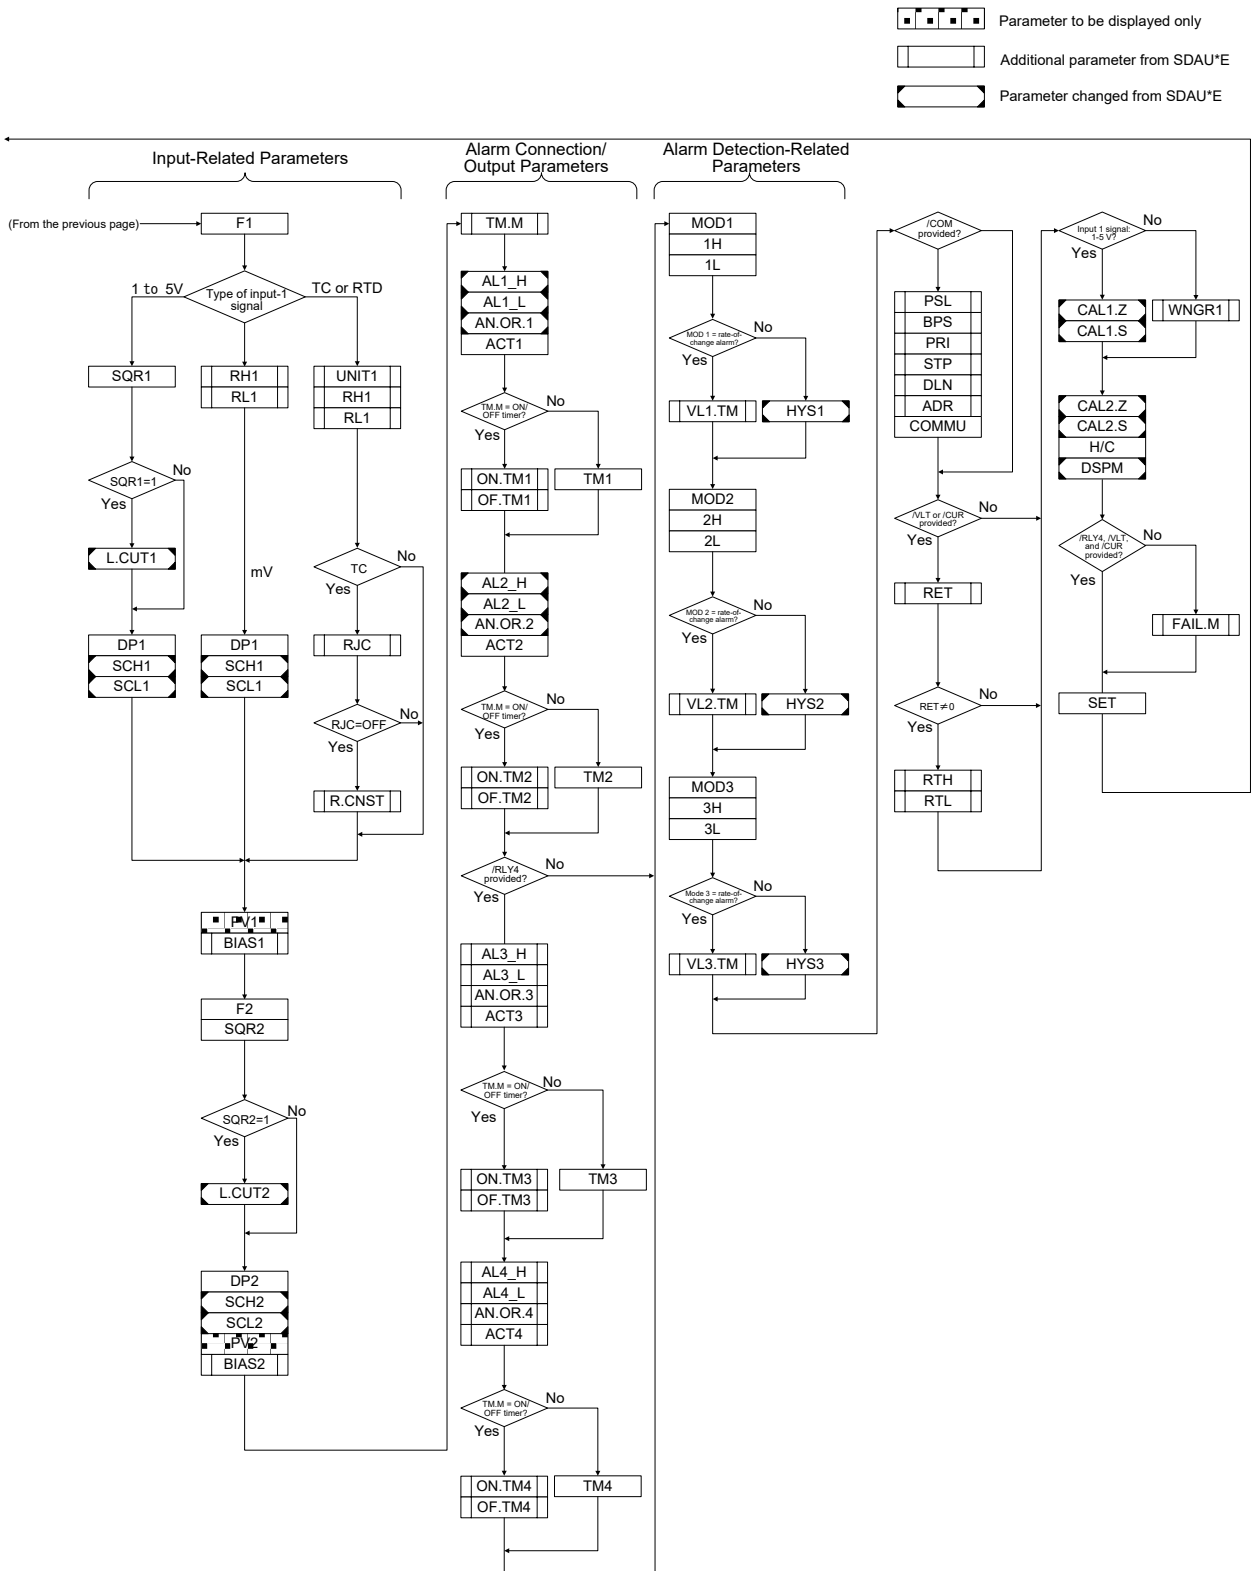 Parameter to be displayed only
Additional parameter from SDAU*E
Parameter changed from SDAU*E
Input-Related Parameters
(From the previous page)
F1
Type of input-1
signal
1 to 5V
TC or RTD
SQR1
RH1
RL1
UNIT1
RH1
RL1
SQR1=1
No
Yes
L.CUT1
mV
TC
No
Yes
RJC
RJC=OFF
No
Yes
R.CNST
DP1
SCH1
SCL1
DP1
SCH1
SCL1
PV1
BIAS1
F2
SQR2
SQR2=1
No
Yes
L.CUT2
DP2
SCH2
SCL2
PV2
BIAS2
Alarm Connection/
Output Parameters
TM.M
AL1_H
AL1_L
AN.OR.1
ACT1
TM.M = ON/
OFF timer?
No
Yes
ON.TM1
OF.TM1
TM1
AL2_H
AL2_L
AN.OR.2
ACT2
TM.M = ON/
OFF timer?
No
Yes
ON.TM2
OF.TM2
TM2
/RLY4
provided?
No
Yes
AL3_H
AL3_L
AN.OR.3
ACT3
TM.M = ON/
OFF timer?
No
Yes
ON.TM3
OF.TM3
TM3
AL4_H
AL4_L
AN.OR.4
ACT4
TM.M = ON/
OFF timer?
No
Yes
ON.TM4
OF.TM4
TM4
Alarm Detection-Related
Parameters
MOD1
1H
1L
MOD 1 = rate-of-
change alarm?
No
Yes
VL1.TM
HYS1
MOD2
2H
2L
MOD 2 = rate-of-
change alarm?
No
Yes
VL2.TM
HYS2
MOD3
3H
3L
Mode 3 = rate-of-
change alarm?
No
Yes
VL3.TM
HYS3
/COM
provided?
PSL
BPS
PRI
STP
DLN
ADR
COMMU
/VLT or /CUR
provided?
No
Yes
RET
RET≠0
No
Yes
RTH
RTL
Input 1 signal:
1-5 V?
No
Yes
CAL1.Z
CAL1.S
WNGR1
CAL2.Z
CAL2.S
H/C
DSPM
/RLY4, /VLT,
and /CUR
provided?
No
Yes
FAIL.M
SET